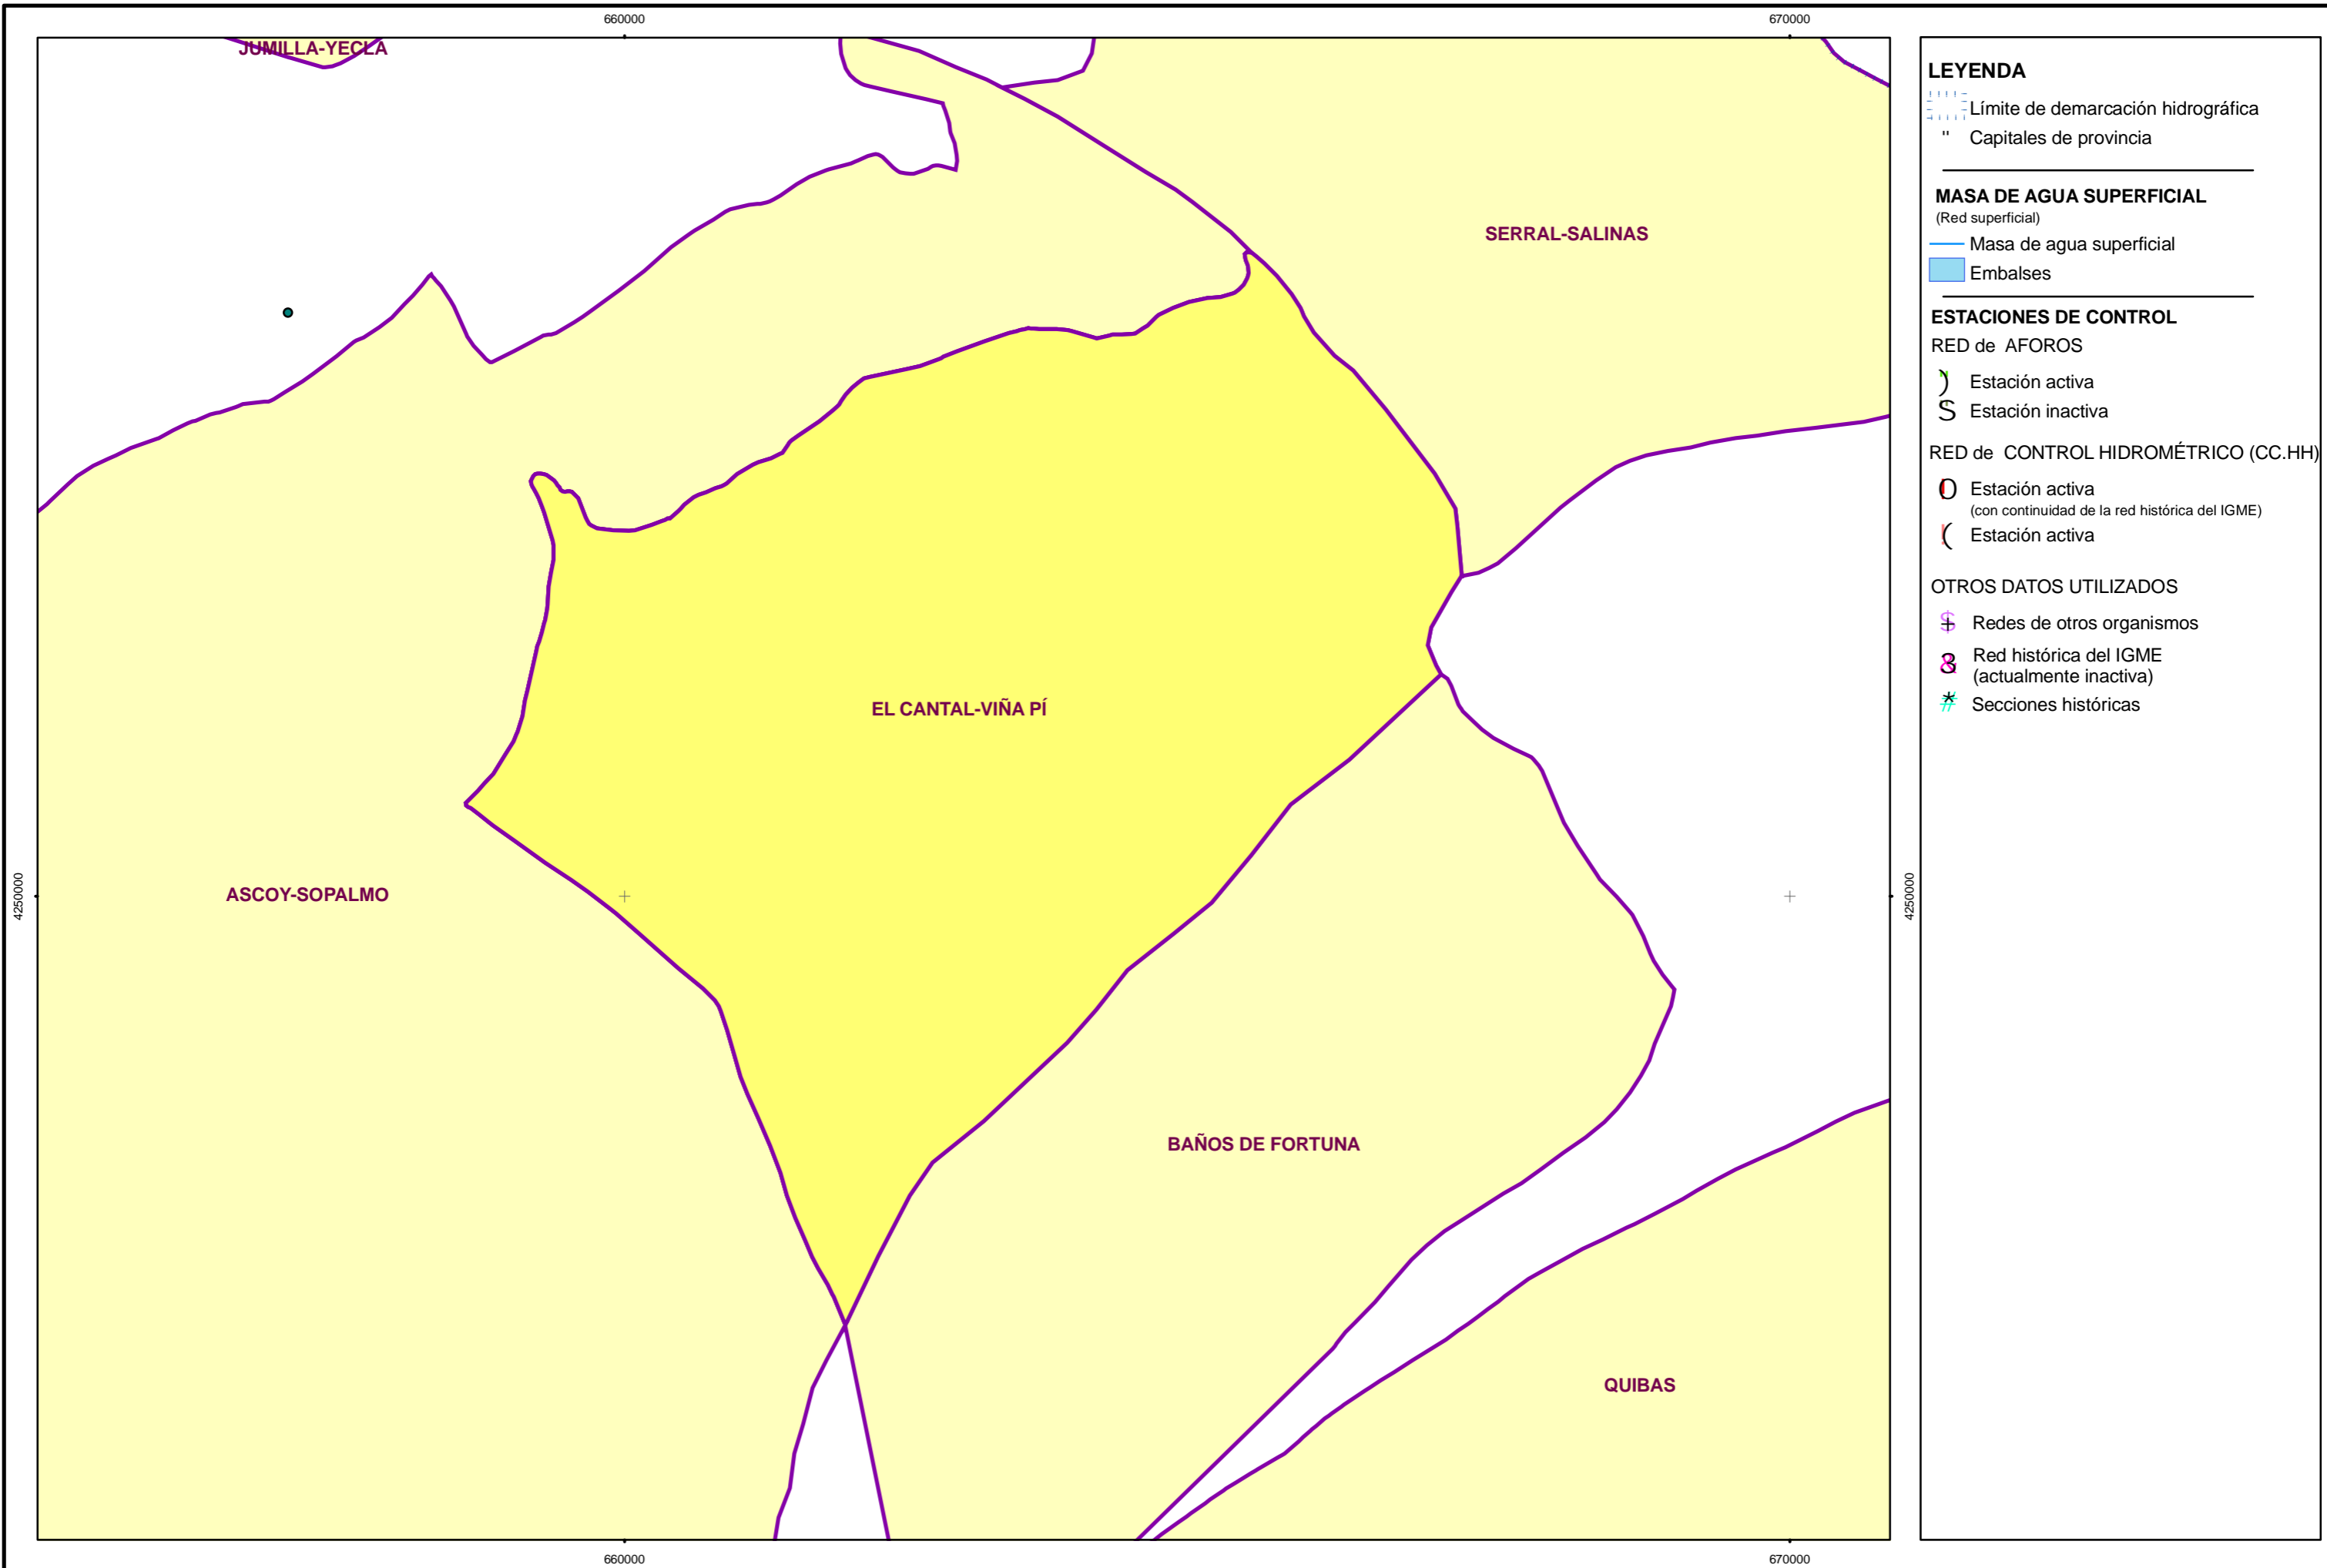 660000
670000
JUMILLA-YECLA
SERRAL-SALINAS
EL CANTAL-VIÑA PÍ
ASCOY-SOPALMO
BAÑOS DE FORTUNA
QUIBAS
4250000
4250000
660000
670000
LEYENDA
Límite de demarcación hidrográfica
" Capitales de provincia
MASA DE AGUA SUPERFICIAL
(Red superficial)
Masa de agua superficial
Embalses
ESTACIONES DE CONTROL
RED de AFOROS
Estación activa
Estación inactiva
RED de CONTROL HIDROMÉTRICO (CC.HH)
Estación activa
(con continuidad de la red histórica del IGME)
Estación activa
OTROS DATOS UTILIZADOS
Redes de otros organismos
Red histórica del IGME
(actualmente inactiva)
Secciones históricas